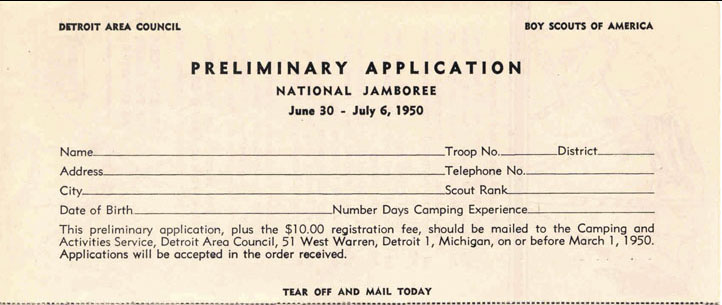 DETROIT AREA COUNCIL BOY SCOUTS OF AMERICA
PRELIMINARY APPLICATION
NATIONAL JAMBOREE
June 30 - July 6, 1950
Name Troop No. District
Address Telephone No.
City Scout Rank
Date of Birth Number Days Camping Experience
This preliminary application, plus the $10.00 registration fee, should be mailed to the Camping and
Activities Service, Detroit Area Council, 51 West Warren, Detroit 1, Michigan, on or before March 1, 1950.
Applications will be accepted in the order received.
TEAR OFF AND MAIL TODAY